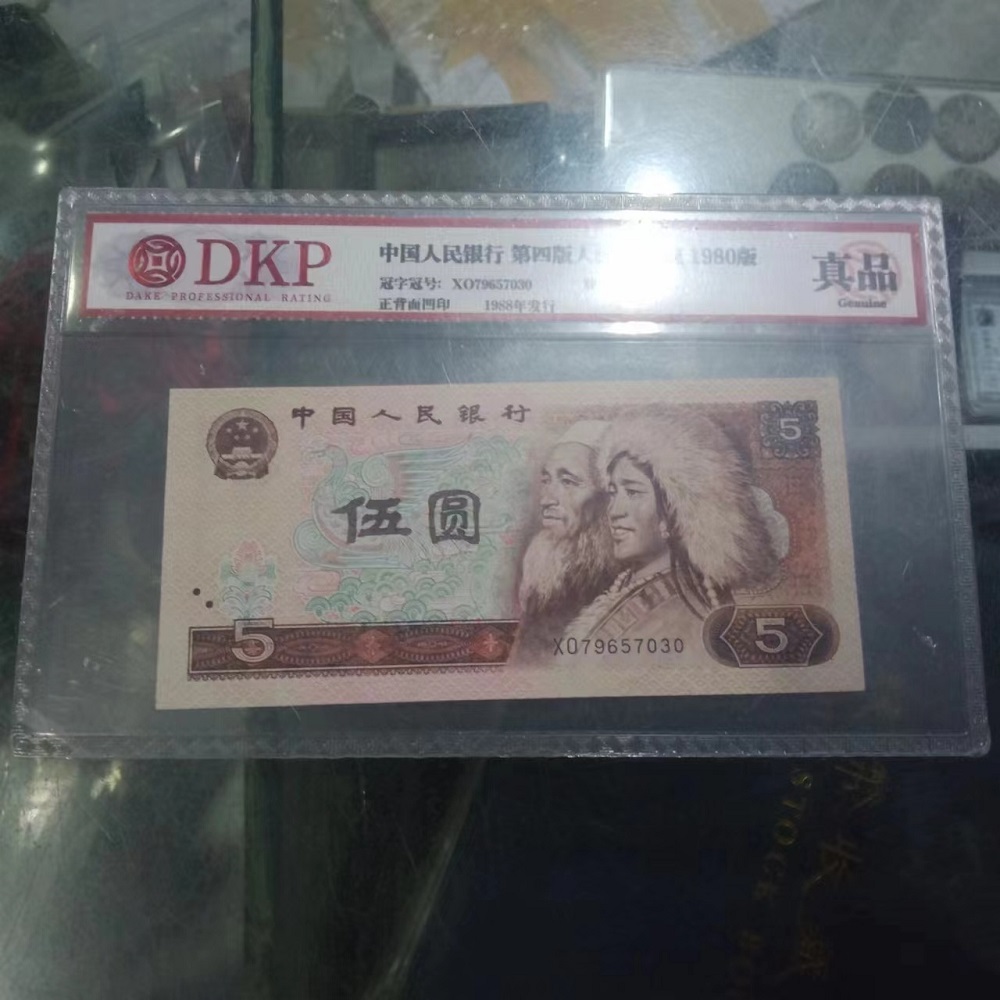 DKP
DAKE PROFESSIONAL RATING
中国人民银行 第四版人 1980版
冠字冠号: XO79657030
正背面凹印 1988年发行
真品
Genuine
中国人民银行
5
伍圆
5
XO79657030
5
STOCK